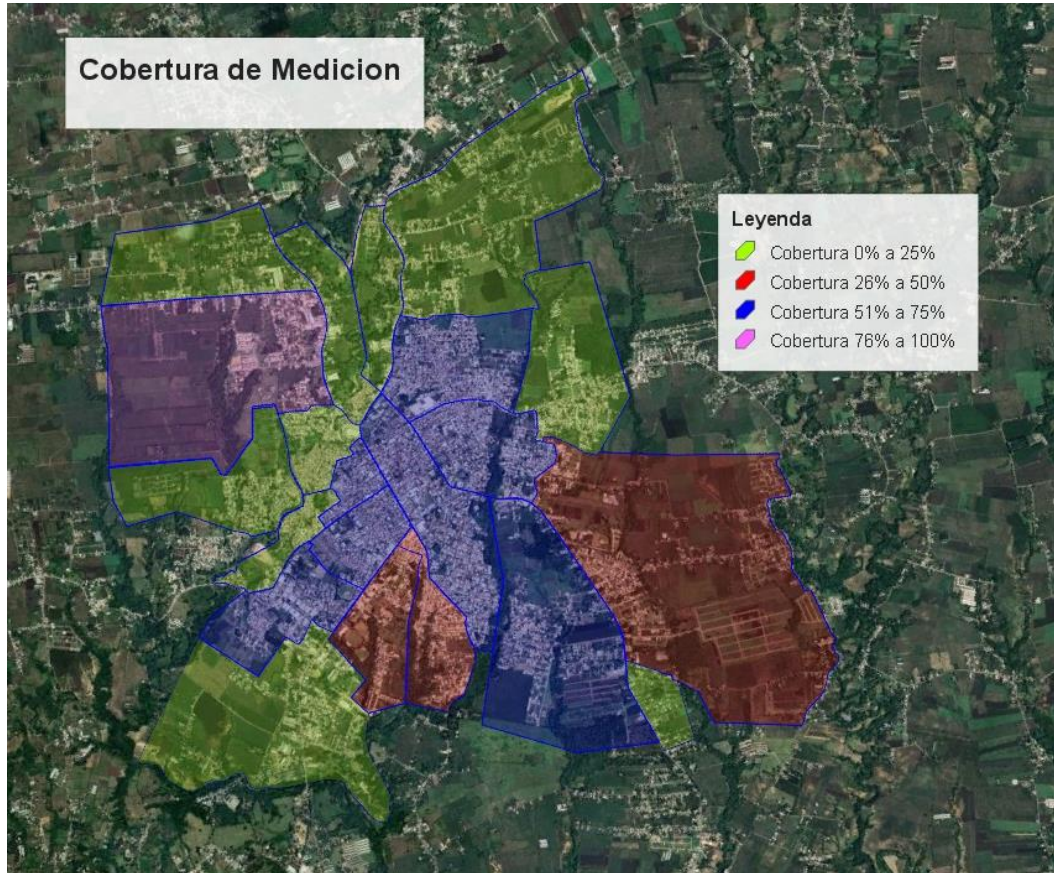 Cobertura de Medicion
Leyenda
Cobertura 0% a 25%
Cobertura 26% a 50%
Cobertura 51% a 75%
Cobertura 76% a 100%